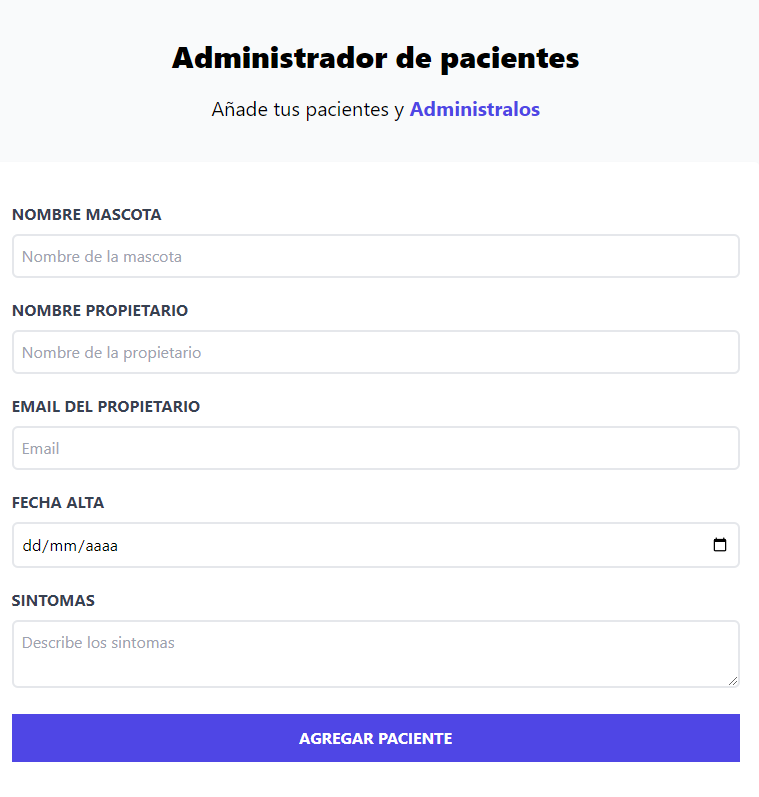 Administrador de pacientes
Añade tus pacientes y Administralos
NOMBRE MASCOTA
Nombre de la mascota
NOMBRE PROPIETARIO
Nombre de la propietario
EMAIL DEL PROPIETARIO
Email
FECHA ALTA
dd/mm/aaaa
SINTOMAS
Describe los sintomas
AGREGAR PACIENTE